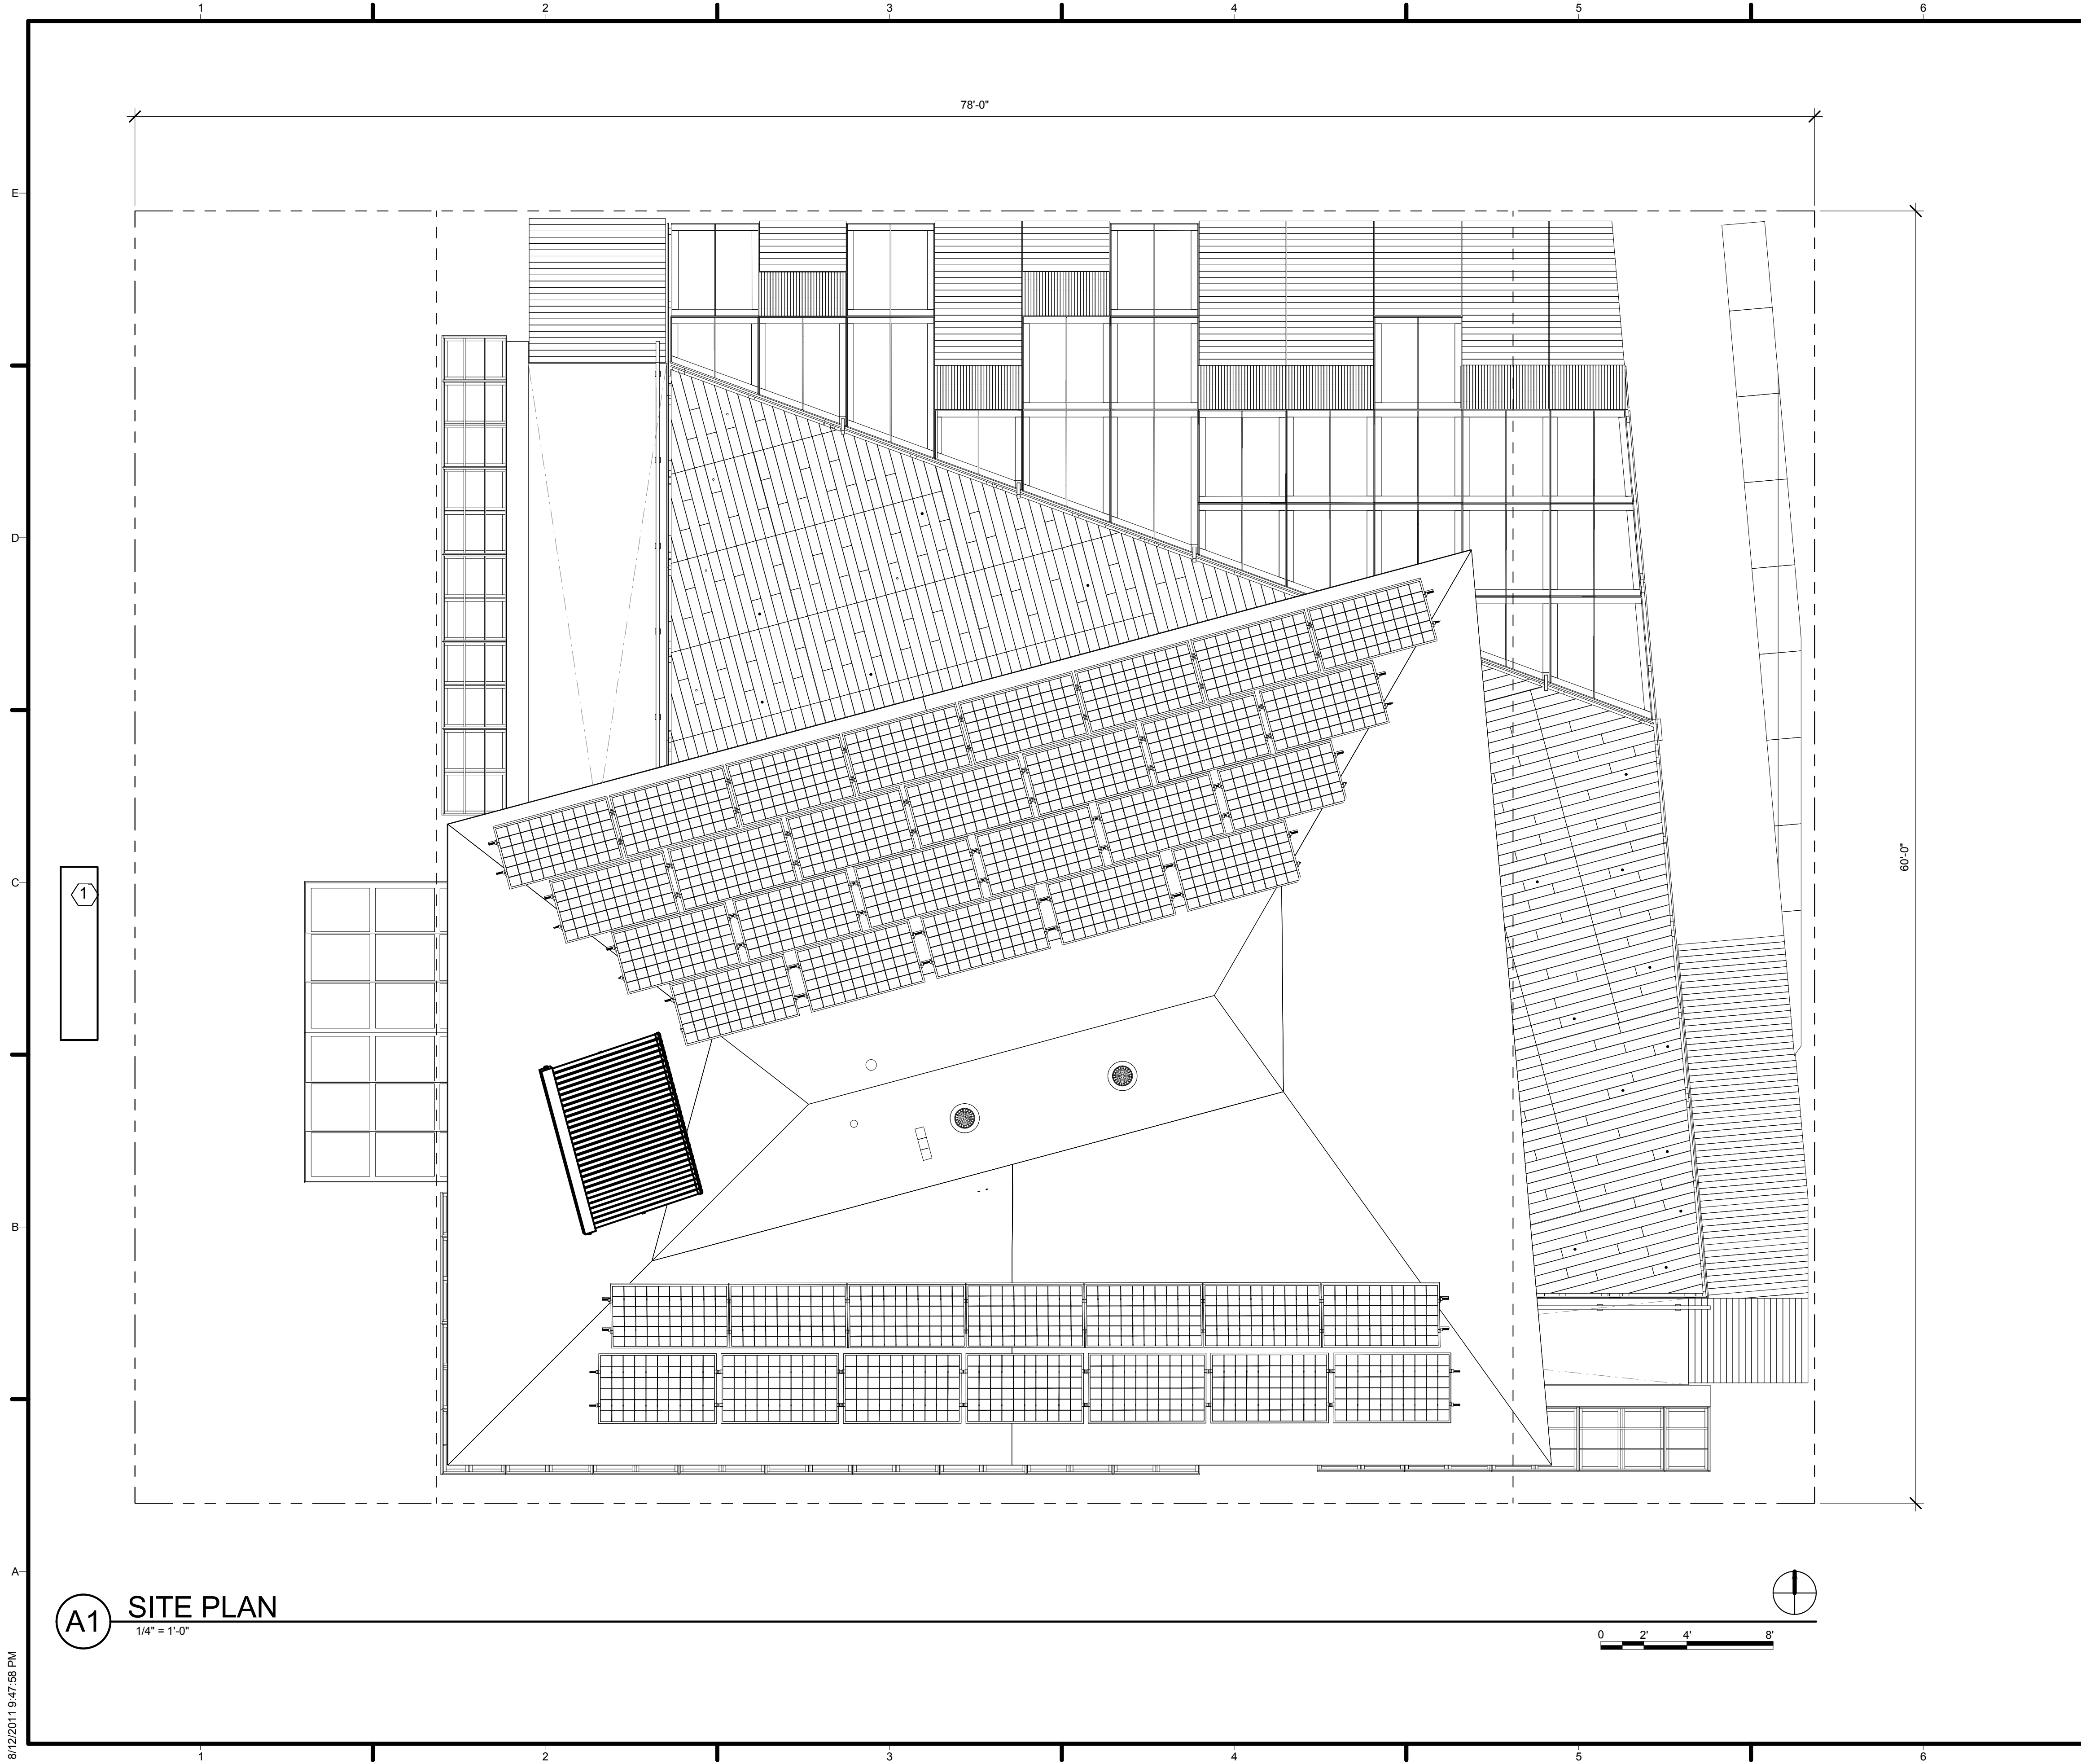 1 2 3 4 5 6
78'-0"
E
D
C
B
A
1
60'-0"
A1
SITE PLAN
1/4" = 1'-0"
0 2' 4' 8'
8/12/2011 9:47:58 PM
1 2 3 4 5 6